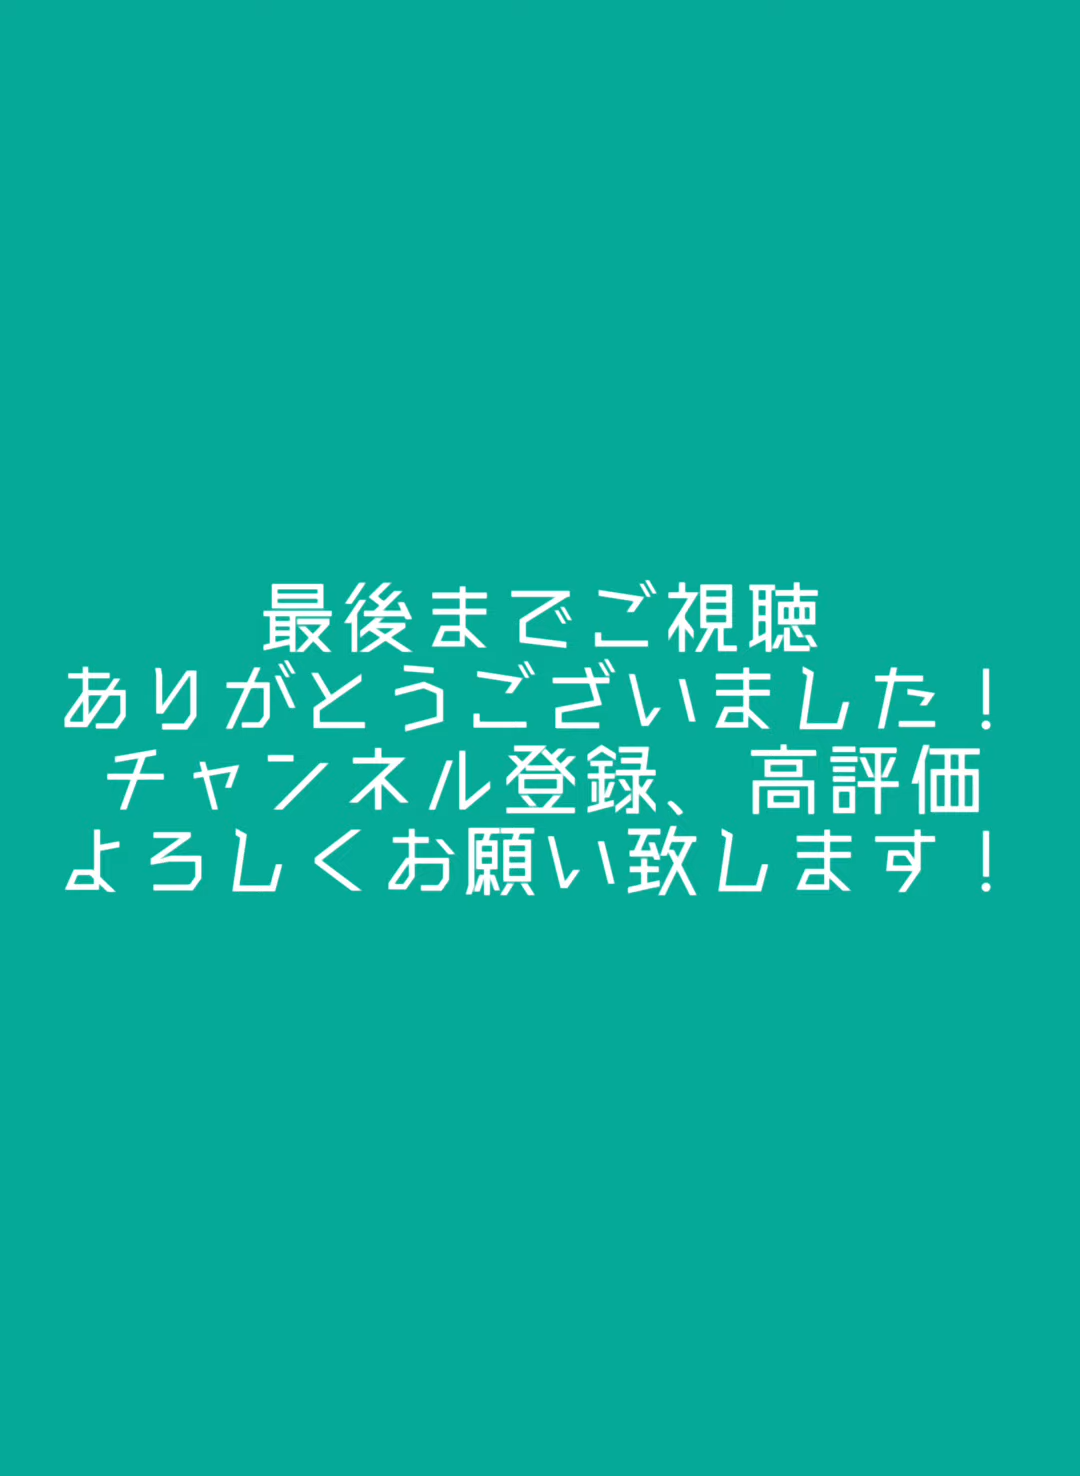 最後までご視聴
ありがとうございました！
チャンネル登録、高評価
よろしくお願い致します！